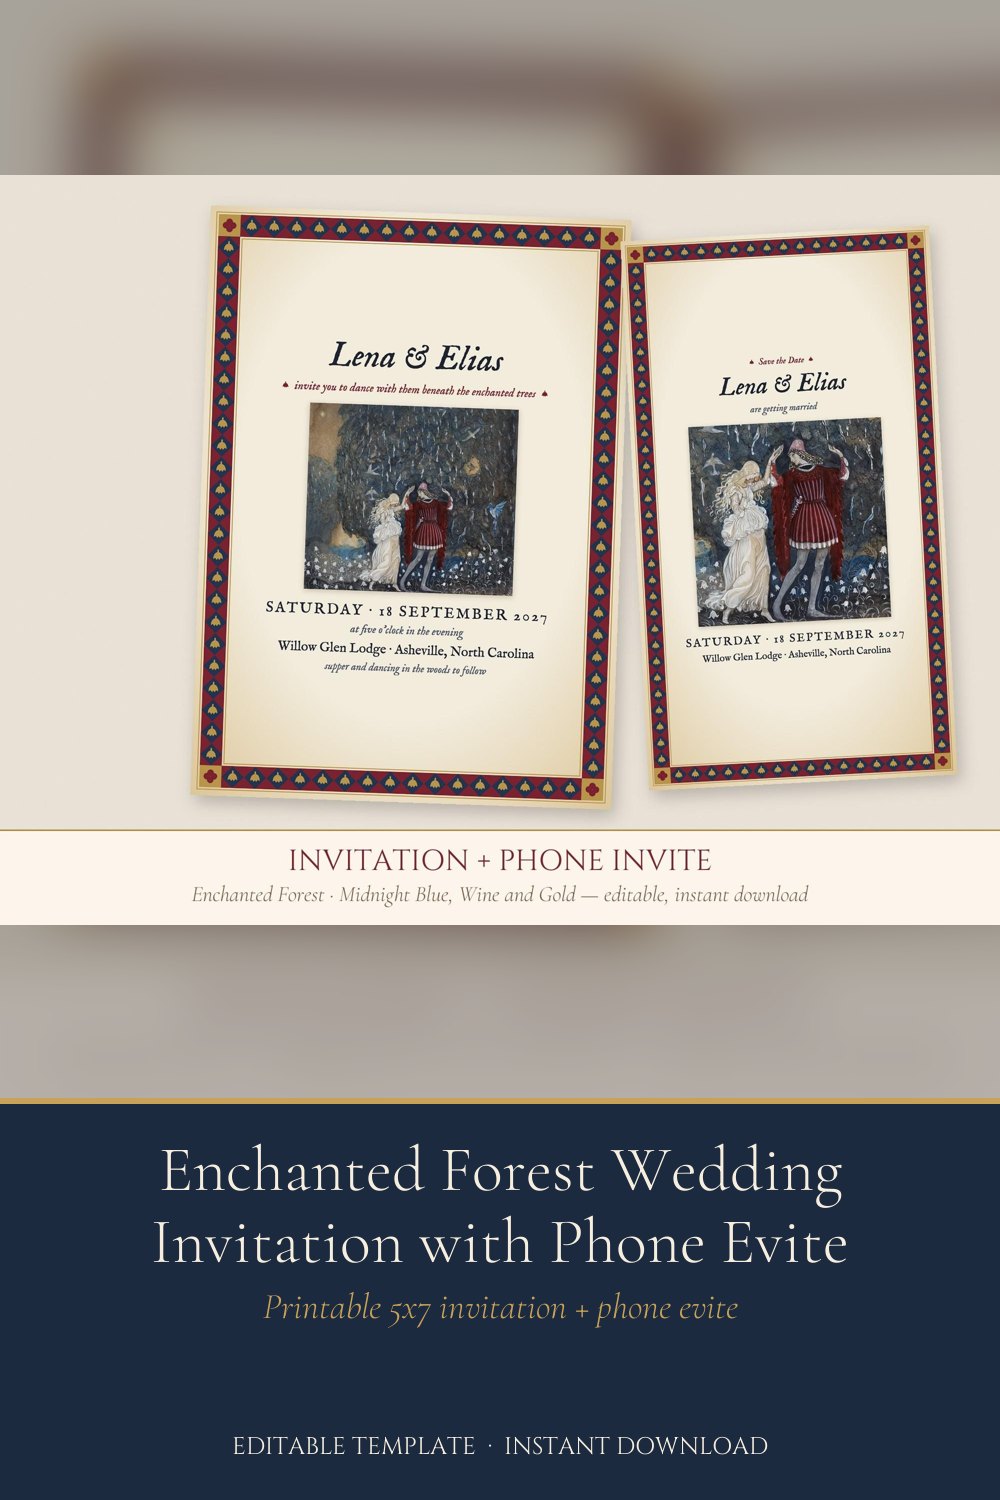 Lena & Elias
invite you to dance with them beneath the enchanted trees
SATURDAY · 18 SEPTEMBER 2027
at five o'clock in the evening
Willow Glen Lodge · Asheville, North Carolina
supper and dancing in the woods to follow
Save the Date
Lena & Elias
are getting married
SATURDAY · 18 SEPTEMBER 2027
Willow Glen Lodge · Asheville, North Carolina
INVITATION + PHONE INVITE
Enchanted Forest · Midnight Blue, Wine and Gold — editable, instant download
Enchanted Forest Wedding
Invitation with Phone Evite
Printable 5x7 invitation + phone evite
EDITABLE TEMPLATE · INSTANT DOWNLOAD